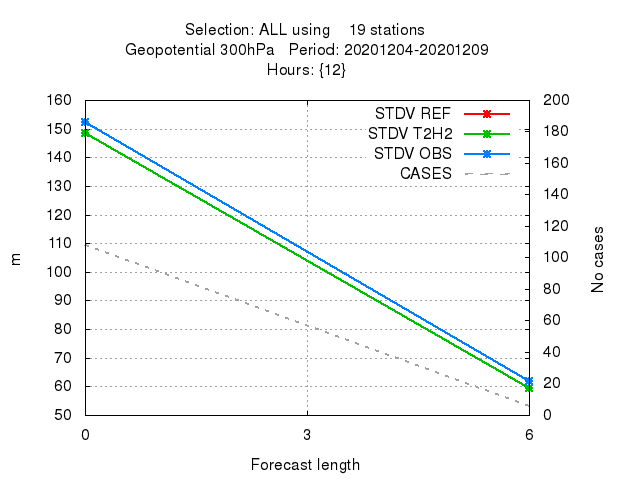 Selection: ALL using    19 stations
Geopotential 300hPa   Period: 20201204-20201209
Hours: {12}
160 200
150 180
140 160
130 140
120 120
110 100
100 80
90 60
80 40
70 20
60 0
50
m
No cases
STDV REF
STDV T2H2
STDV OBS
CASES
0 3 6
Forecast length